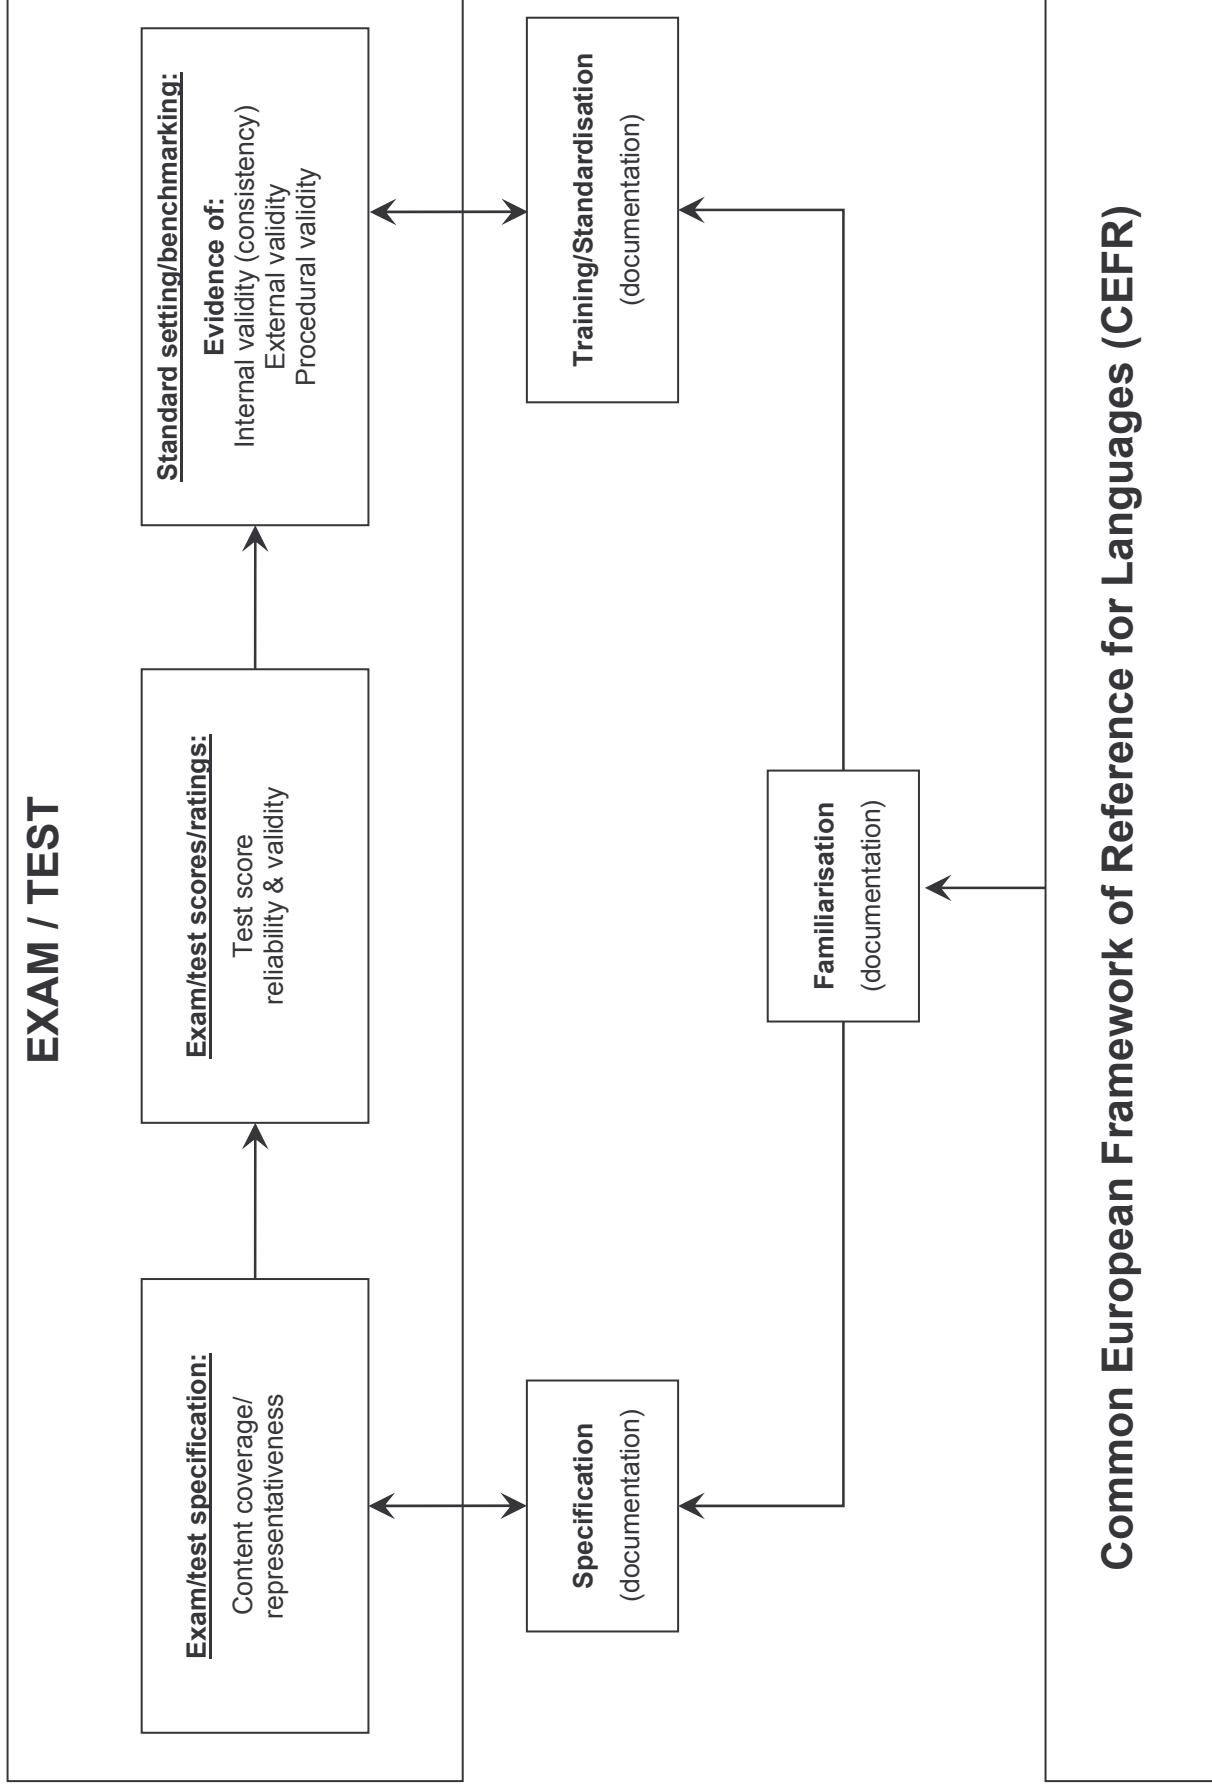 EXAM / TEST
Exam/test specification:
Content coverage/
representativeness
Exam/test scores/ratings:
Test score
reliability & validity
Standard setting/benchmarking:
Evidence of:
Internal validity (consistency)
External validity
Procedural validity
Specification
(documentation)
Training/Standardisation
(documentation)
Familiarisation
(documentation)
Common European Framework of Reference for Languages (CEFR)